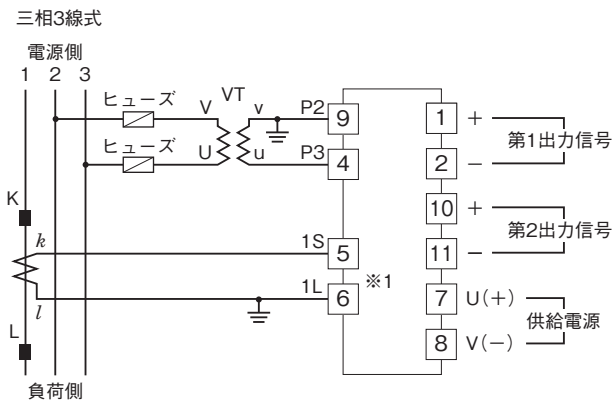 三相3線式
電源側
1 2 3
ヒューズ
V VT v P2 9
ヒューズ
U u P3 4
K
k 1S 5
※1
l 1L 6
L
負荷側
1 +
第1出力信号
2 −
10 +
第2出力信号
11 −
7 U(+)
供給電源
8 V(−)